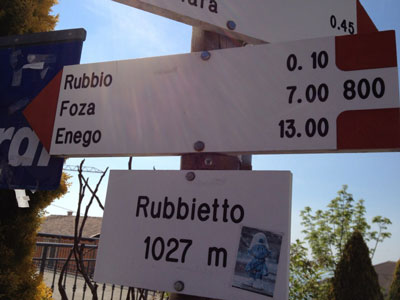 0.45
Rubbio 0.10
Foza 7.00 800
Enego 13.00
Rubbietto
1027 m